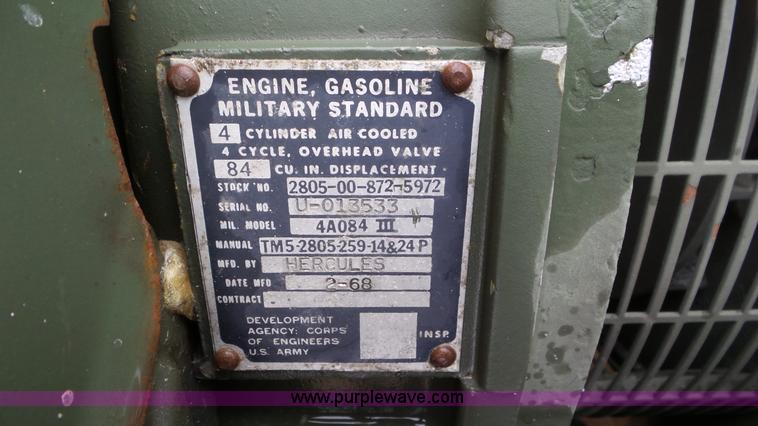 ENGINE, GASOLINE
MILITARY STANDARD
4 CYLINDER AIR COOLED
4 CYCLE, OVERHEAD VALVE
84 CU. IN. DISPLACEMENT
STOCK NO. 2805-00-872-5972
SERIAL NO. U-013533
MIL. MODEL 4A084 III
MANUAL TM5-2805-259-14&24P
MFD. BY HERCULES
DATE MFD 2-68
CONTRACT
DEVELOPMENT
AGENCY: CORPS
OF ENGINEERS
U.S. ARMY
INSP.
www.purplewave.com